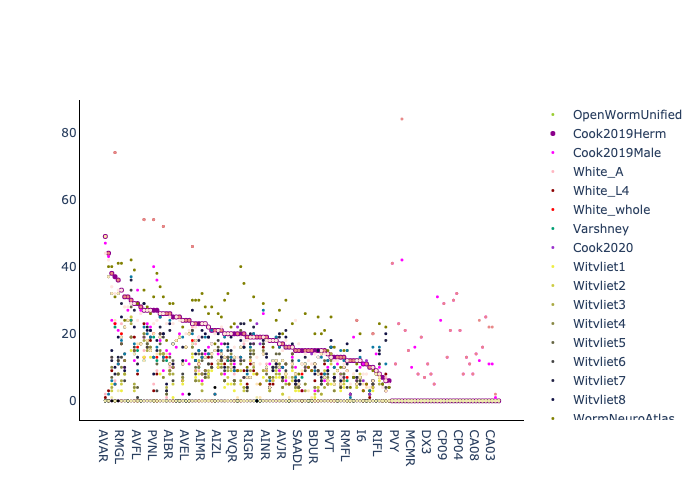 80
60
40
20
0
AVAR
RMGL
AVFL
PVNL
AIBR
AVEL
AIMR
AIZL
PVQR
RIGR
AINR
AVJR
SAADL
BDUR
PVT
RMFL
I6
RIFL
PVY
MCMR
DX3
CP09
CP04
CA08
CA03
OpenWormUnified
Cook2019Herm
Cook2019Male
White_A
White_L4
White_whole
Varshney
Cook2020
Witvliet1
Witvliet2
Witvliet3
Witvliet4
Witvliet5
Witvliet6
Witvliet7
Witvliet8
WormNeuroAtlas